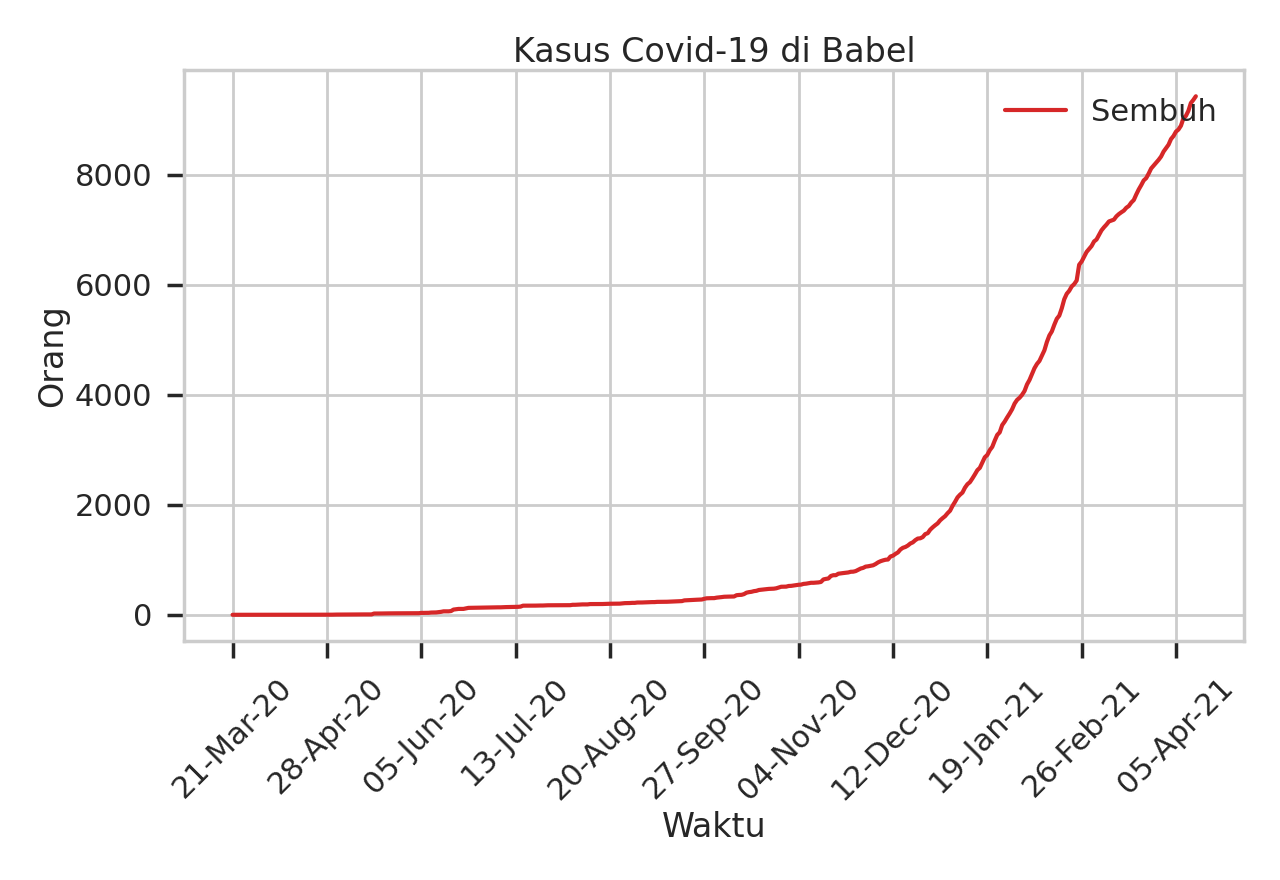 Kasus Covid-19 di Babel
Sembuh
Orang
8000
6000
4000
2000
0
21-Mar-20
28-Apr-20
05-Jun-20
13-Jul-20
20-Aug-20
27-Sep-20
04-Nov-20
12-Dec-20
19-Jan-21
26-Feb-21
05-Apr-21
Waktu